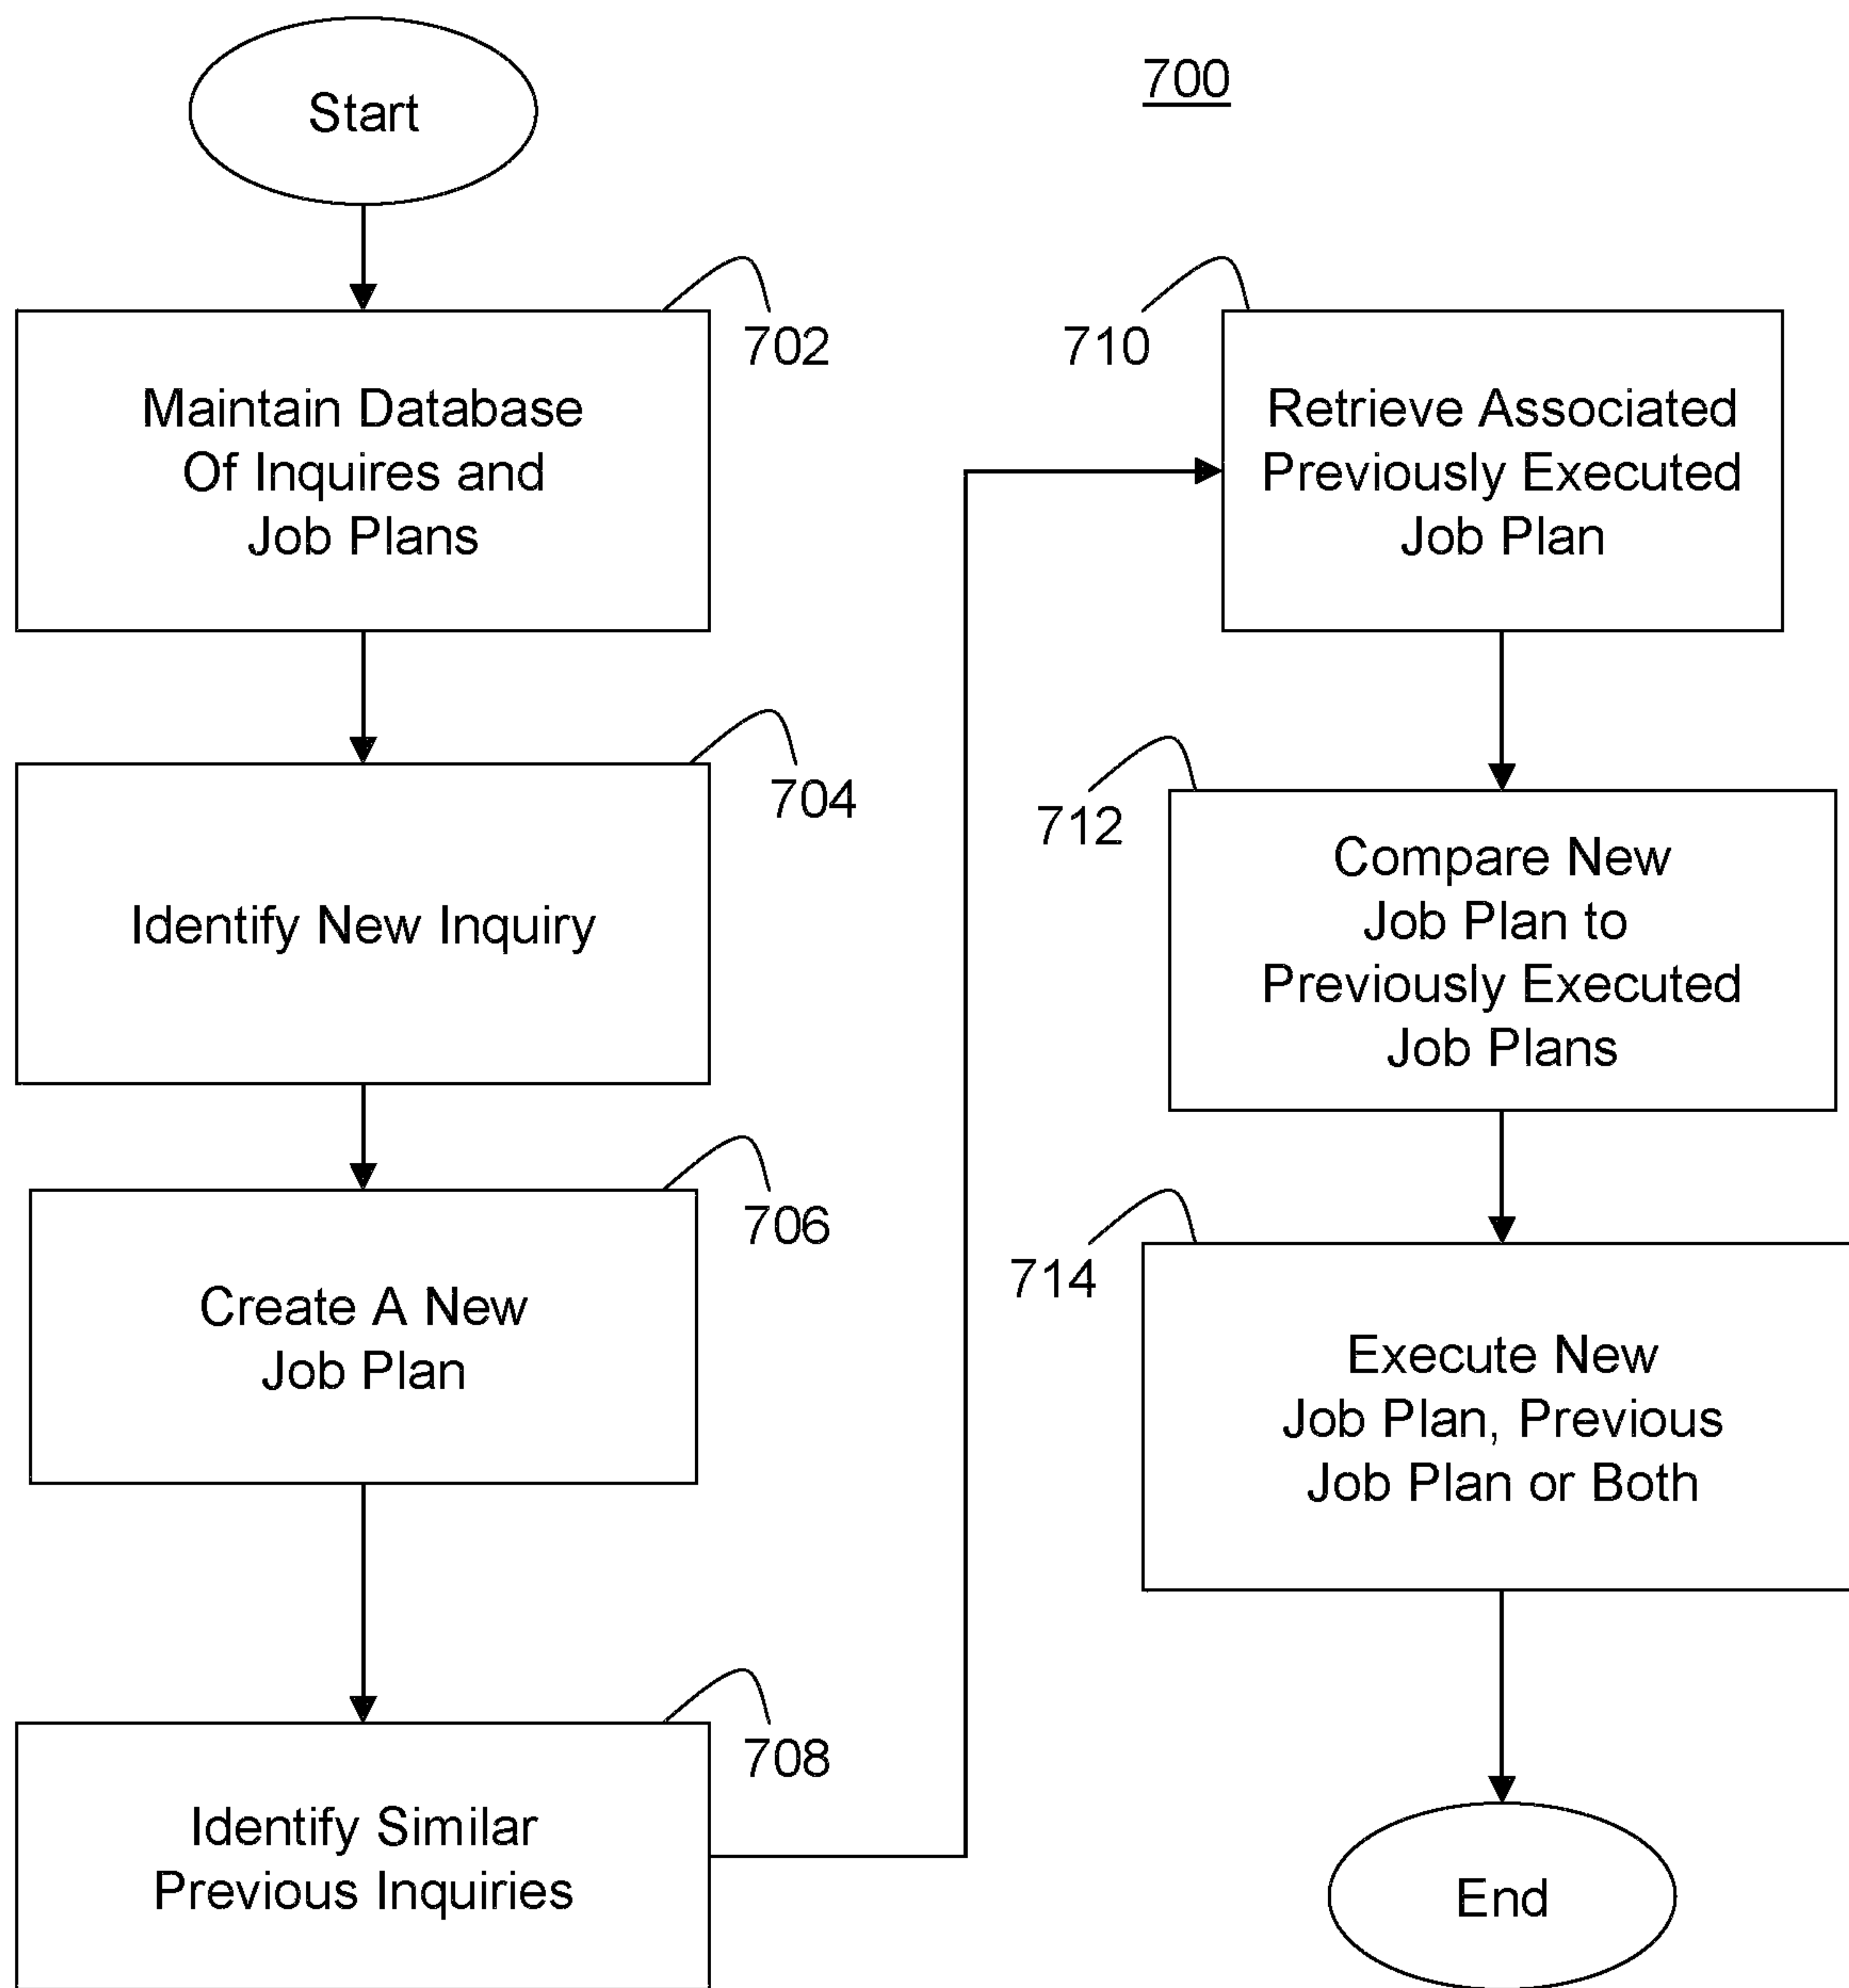 Start
700
702
Maintain Database
Of Inquires and
Job Plans
704
Identify New Inquiry
706
Create A New
Job Plan
708
Identify Similar
Previous Inquiries
710
Retrieve Associated
Previously Executed
Job Plan
712
Compare New
Job Plan to
Previously Executed
Job Plans
714
Execute New
Job Plan, Previous
Job Plan or Both
End